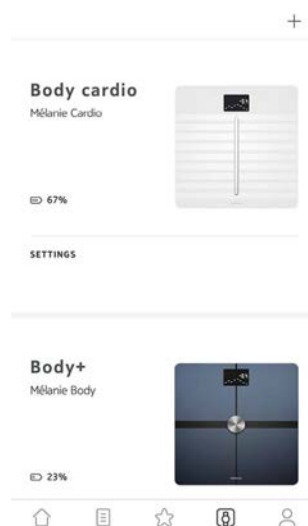 Body cardio
Mélanie Cardio
67%
SETTINGS
Body+
Mélanie Body
23%